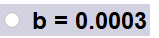 b = 0.0003